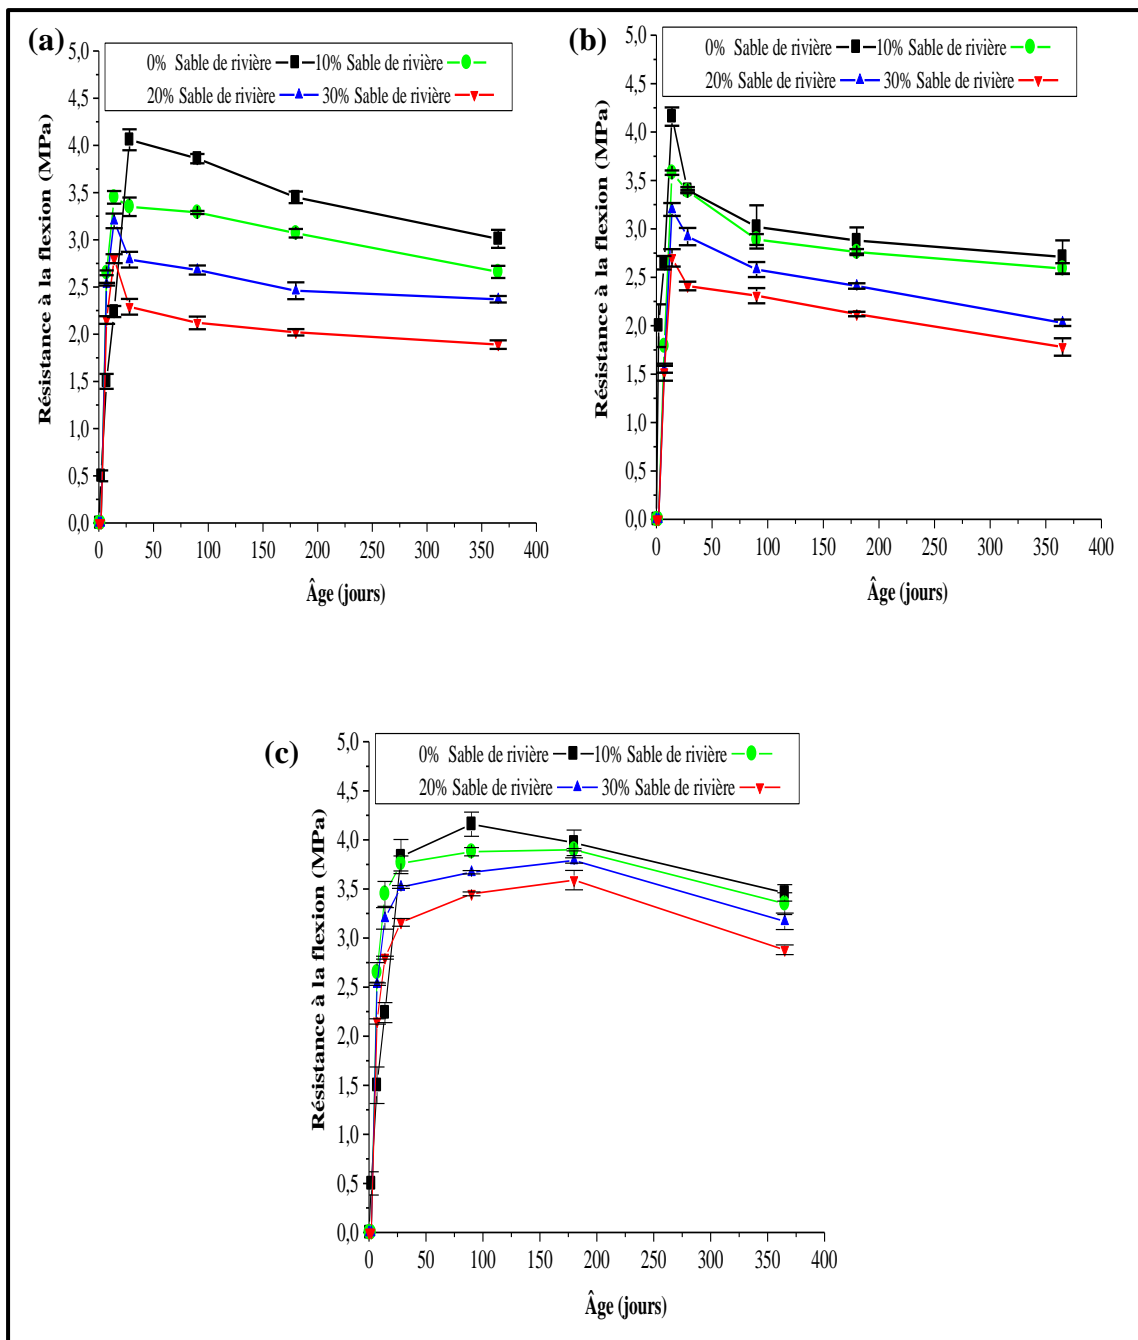 (a)
0% Sable de rivière 10% Sable de rivière
20% Sable de rivière 30% Sable de rivière
Résistance à la flexion (MPa)
5,0
4,5
4,0
3,5
3,0
2,5
2,0
1,5
1,0
0,5
0,0
0 50 100 150 200 250 300 350 400
Âge (jours)
(b)
0% Sable de rivière 10% Sable de rivière
20% Sable de rivière 30% Sable de rivière
Résistance à la flexion (MPa)
5,0
4,5
4,0
3,5
3,0
2,5
2,0
1,5
1,0
0,5
0,0
0 50 100 150 200 250 300 350 400
Âge (jours)
(c)
0% Sable de rivière 10% Sable de rivière
20% Sable de rivière 30% Sable de rivière
Résistance à la flexion (MPa)
5,0
4,5
4,0
3,5
3,0
2,5
2,0
1,5
1,0
0,5
0,0
0 50 100 150 200 250 300 350 400
Âge (jours)